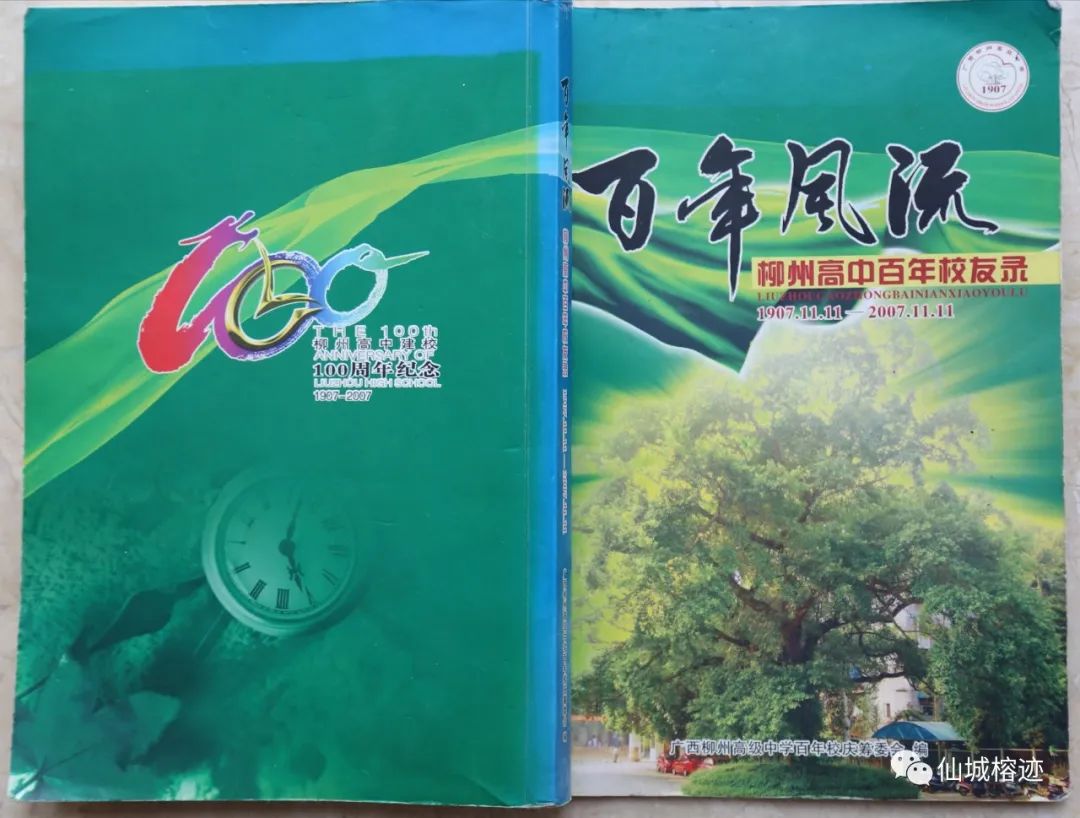 THE 100th
柳州高中建校
ANNIVERSARY OF
100周年纪念
LIUZHOU HIGH SCHOOL
1907-2007
百年风流
1907
百年风流
柳州高中百年校友录
LIUZHOUGAOZHONGBAINIANXIAOYOULU
1907.11.11—2007.11.11
广西柳州高级中学百年校庆筹委会 编
仙城榕迹